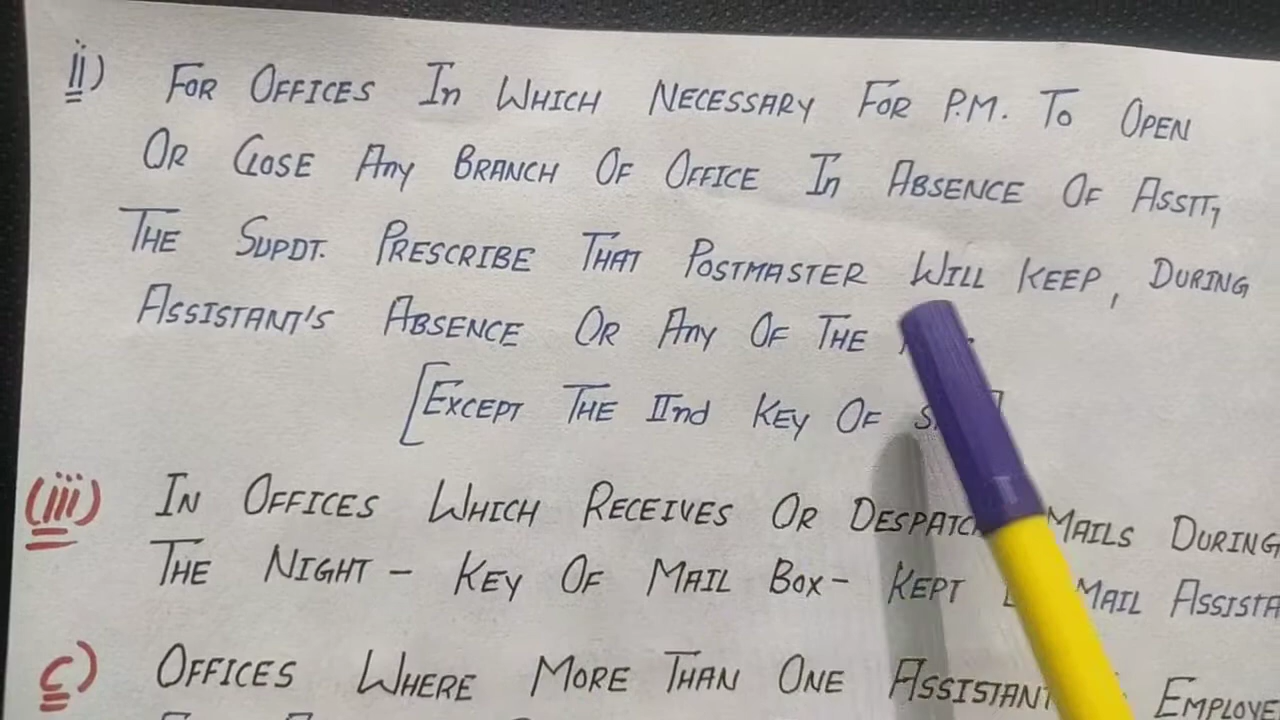 ii) FOR OFFICES In WHICH NECESSARY FOR P.M. TO OPEN
OR CLOSE Any BRANCH OF OFFICE In ABSENCE OF ASSTT,
THE SUPDT. PRESCRIBE THAT POSTMASTER WILL KEEP, DURING
ASSISTANT'S ABSENCE OR Any OF THE
[EXCEPT THE IInd KEY OF
(iii) IN OFFICES WHICH RECEIVES OR DESPATCH MAILS DURING
THE NIGHT - KEY OF MAIL BOX - KEPT MAIL ASSISTA
c) OFFICES WHERE MORE THAN ONE ASSISTANT EMPLOYE